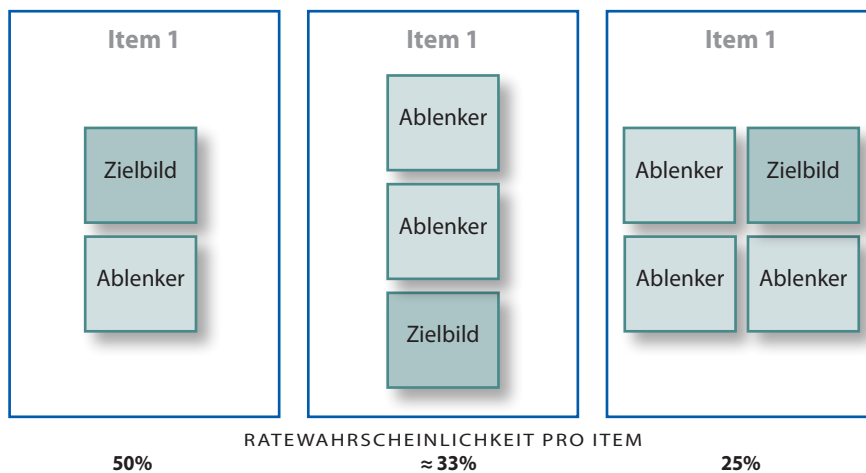 Item 1
Zielbild
Ablenker
Item 1
Ablenker
Ablenker
Zielbild
Item 1
Ablenker Zielbild
Ablenker Ablenker
RATEWAHRSCHEINLICHKEIT PRO ITEM
50% ≈ 33% 25%